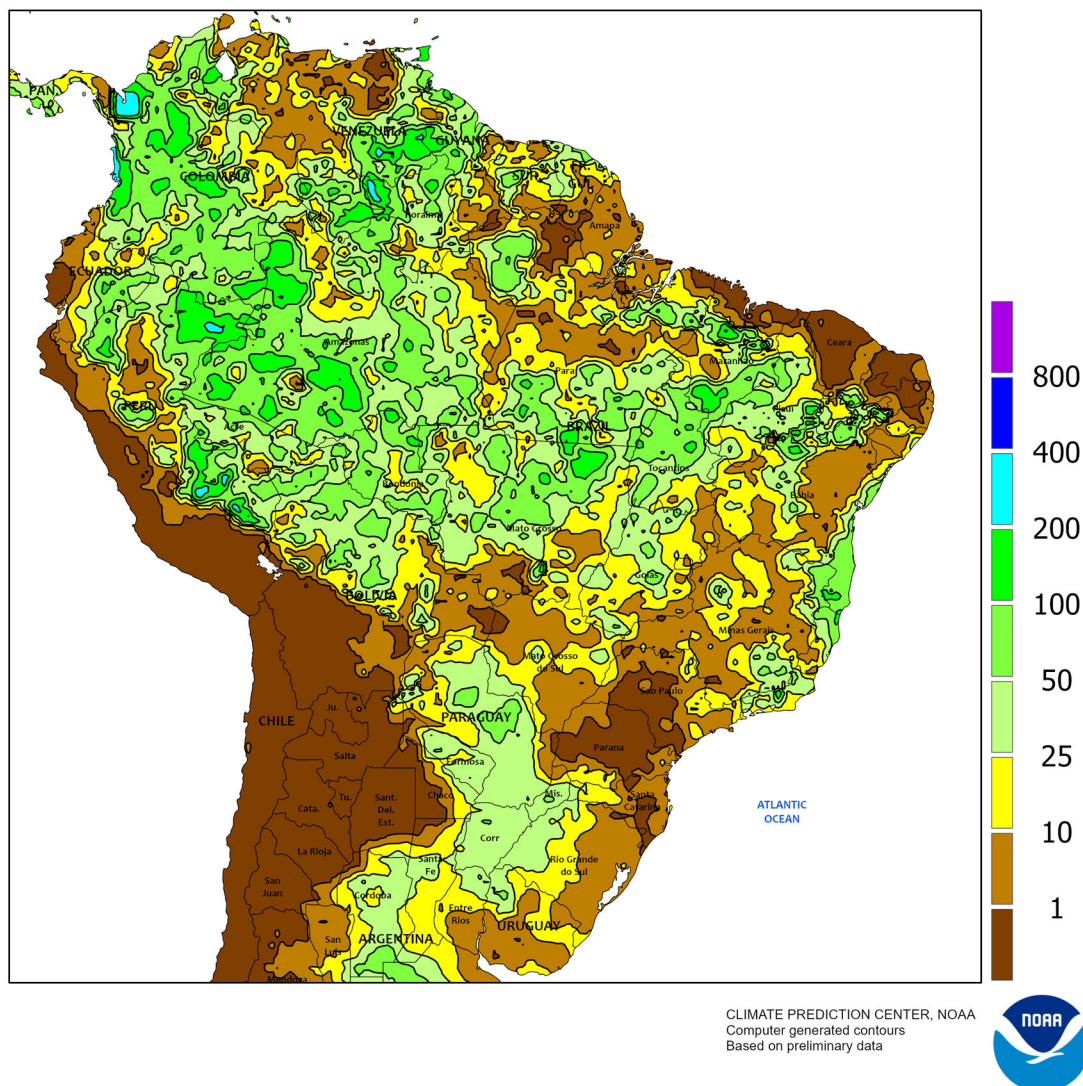 PAN.
VENEZUELA
GUYANA
COLOMBIA
SUR.
FR.
GUI.
Roraima
Amapa
ECUADOR
Amazonas
Para
Maranhao
Ceara
PERU
Acre
BRAZIL
Piaui
Tocantins
Rondonia
Bahia
Mato Grosso
Goias
BOLIVIA
Minas Gerais
Mato Grosso
do Sul
Sao Paulo
CHILE
Ju.
PARAGUAY
Parana
Salta
Formosa
Cata.
Tu.
Sant.
Del.
Est.
Chaco
Mis.
Santa
Catarina
ATLANTIC
OCEAN
La Rioja
Corr
Santa
Fe
Rio Grande
do Sul
San
Juan
Cordoba
Entre
Rios
URUGUAY
San
Luis
ARGENTINA
Mendoza
800
400
200
100
50
25
10
1
CLIMATE PREDICTION CENTER, NOAA
Computer generated contours
Based on preliminary data
NOAA